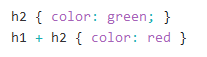 h2 { color: green; }
h1 + h2 { color: red }